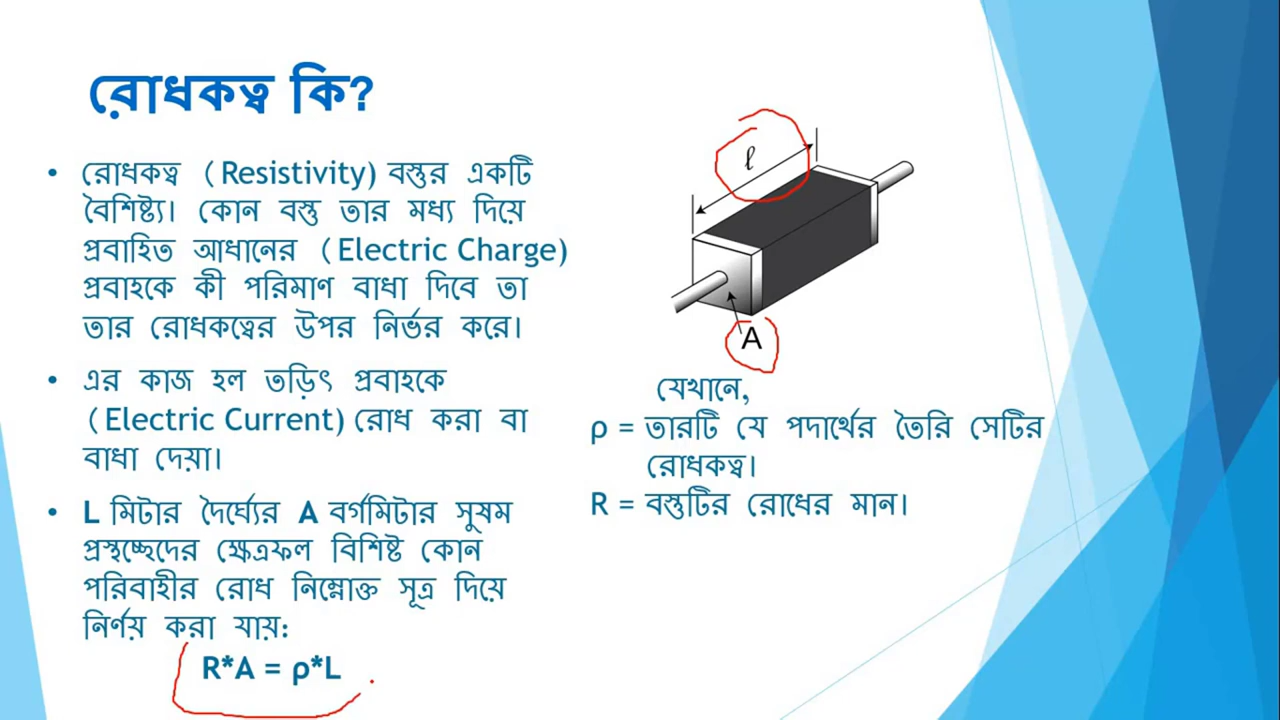 রোধকত্ব কি?
• রোধকত্ব (Resistivity) বস্তুর একটি
বৈশিষ্ট্য। কোন বস্তু তার মধ্য দিয়ে
প্রবাহিত আধানের (Electric Charge)
প্রবাহকে কী পরিমাণ বাধা দিবে তা
তার রোধকত্বের উপর নির্ভর করে।
• এর কাজ হল তড়িৎ প্রবাহকে
(Electric Current) রোধ করা বা
বাধা দেয়া।
• L মিটার দৈর্ঘ্যের A বর্গমিটার সুষম
প্রস্থচ্ছেদের ক্ষেত্রফল বিশিষ্ট কোন
পরিবাহীর রোধ নিম্নোক্ত সূত্র দিয়ে
নির্ণয় করা যায়:
R*A = ρ*L
ℓ
A
যেখানে,
ρ = তারটি যে পদার্থের তৈরি সেটির
রোধকত্ব।
R = বস্তুটির রোধের মান।